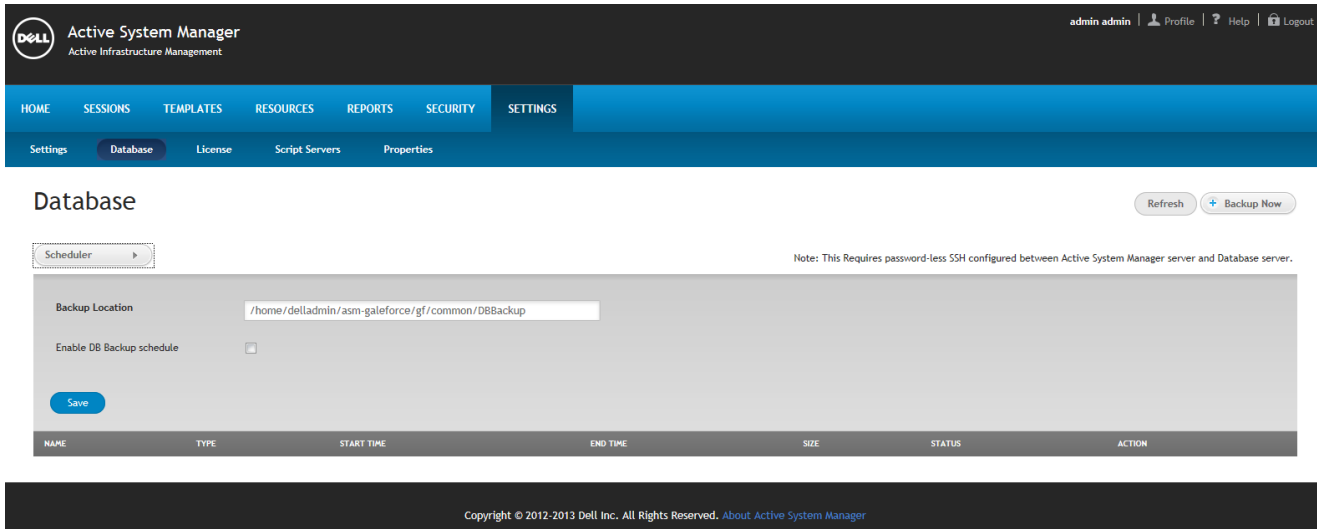 DELL
Active System Manager
Active Infrastructure Management
admin admin | Profile | ? Help | Logout
HOME SESSIONS TEMPLATES RESOURCES REPORTS SECURITY SETTINGS
Settings Database License Script Servers Properties
Database
Refresh + Backup Now
Scheduler
Note: This Requires password-less SSH configured between Active System Manager server and Database server.
Backup Location /home/delladmin/asm-galeforce/gf/common/DBBackup
Enable DB Backup schedule
Save
NAME TYPE START TIME END TIME SIZE STATUS ACTION
Copyright © 2012-2013 Dell Inc. All Rights Reserved. About Active System Manager